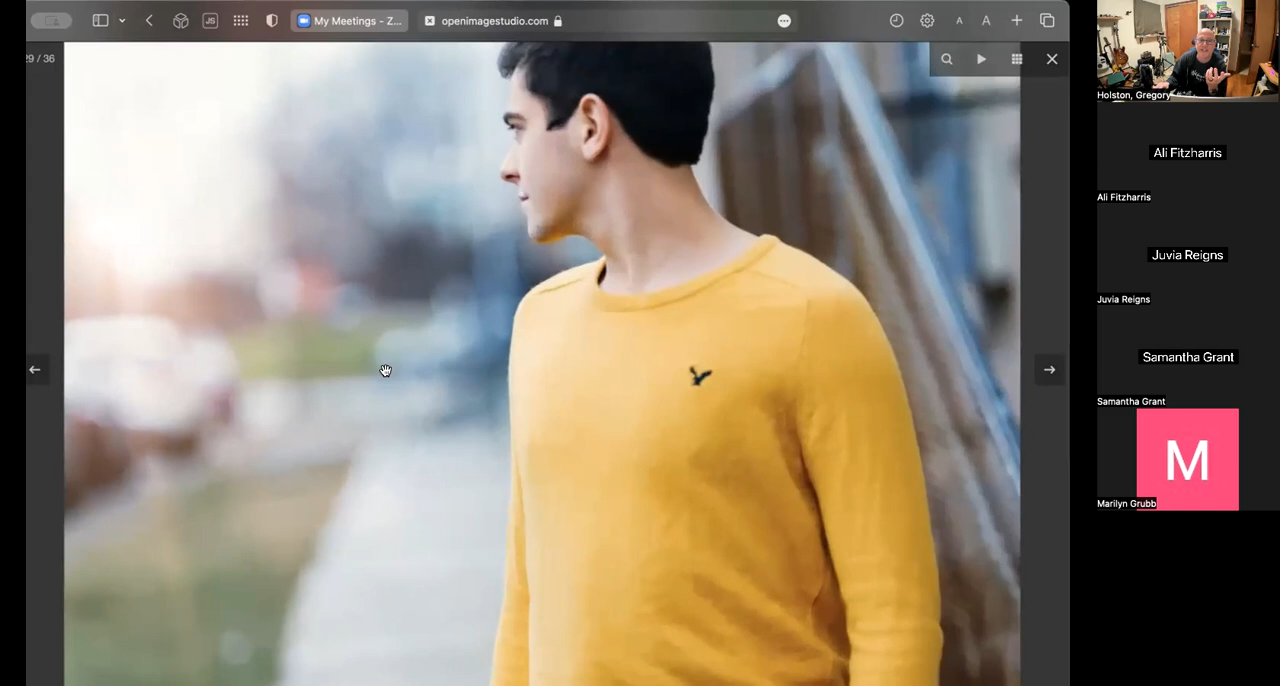 JS
My Meetings - Z...
openimagestudio.com
A
A
29 / 36
Holston, Gregory
Ali Fitzharris
Ali Fitzharris
Juvia Reigns
Juvia Reigns
Samantha Grant
Samantha Grant
M
Marilyn Grubb